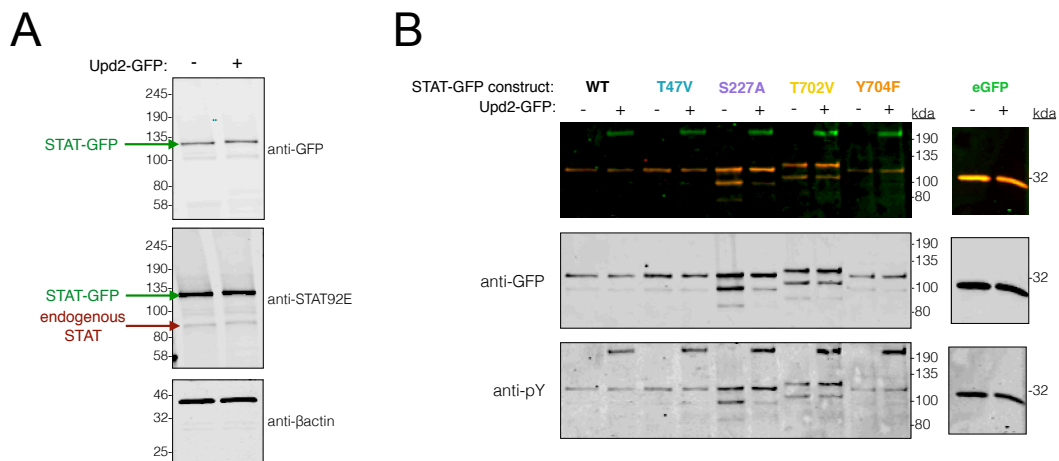 A
Upd2-GFP: - +
245-
190-
135-
STAT-GFP
100-
80-
58-
anti-GFP
245-
190-
135-
STAT-GFP
100-
endogenous
STAT
80-
58-
anti-STAT92E
46-
32-
25-
anti-βactin
B
STAT-GFP construct: WT T47V S227A T702V Y704F eGFP
Upd2-GFP: - + - + - + - + - + - +
kda
kda
-190
-135
-100
-80
-32
anti-GFP
-190
-135
-100
-80
-32
anti-pY
-190
-135
-100
-80
-32